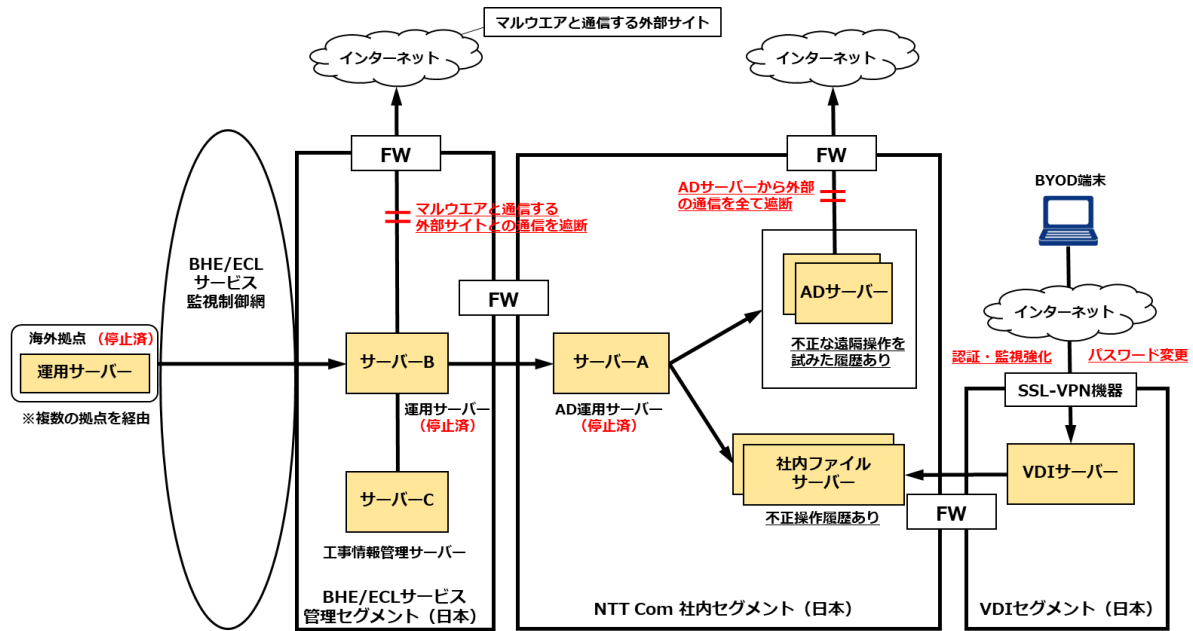 マルウエアと通信する外部サイト
インターネット
インターネット
FW
FW
マルウエアと通信する
外部サイトとの通信を遮断
ADサーバーから外部
の通信を全て遮断
BYOD端末
BHE/ECL
サービス
監視制御網
FW
ADサーバー
不正な遠隔操作を
試みた履歴あり
インターネット
海外拠点 （停止済）
運用サーバー
※複数の拠点を経由
サーバーB
運用サーバー
（停止済）
サーバーA
AD運用サーバー
（停止済）
認証・監視強化
パスワード変更
SSL-VPN機器
社内ファイル
サーバー
不正操作履歴あり
VDIサーバー
FW
サーバーC
工事情報管理サーバー
BHE/ECLサービス
管理セグメント（日本）
NTT Com 社内セグメント（日本）
VDIセグメント（日本）